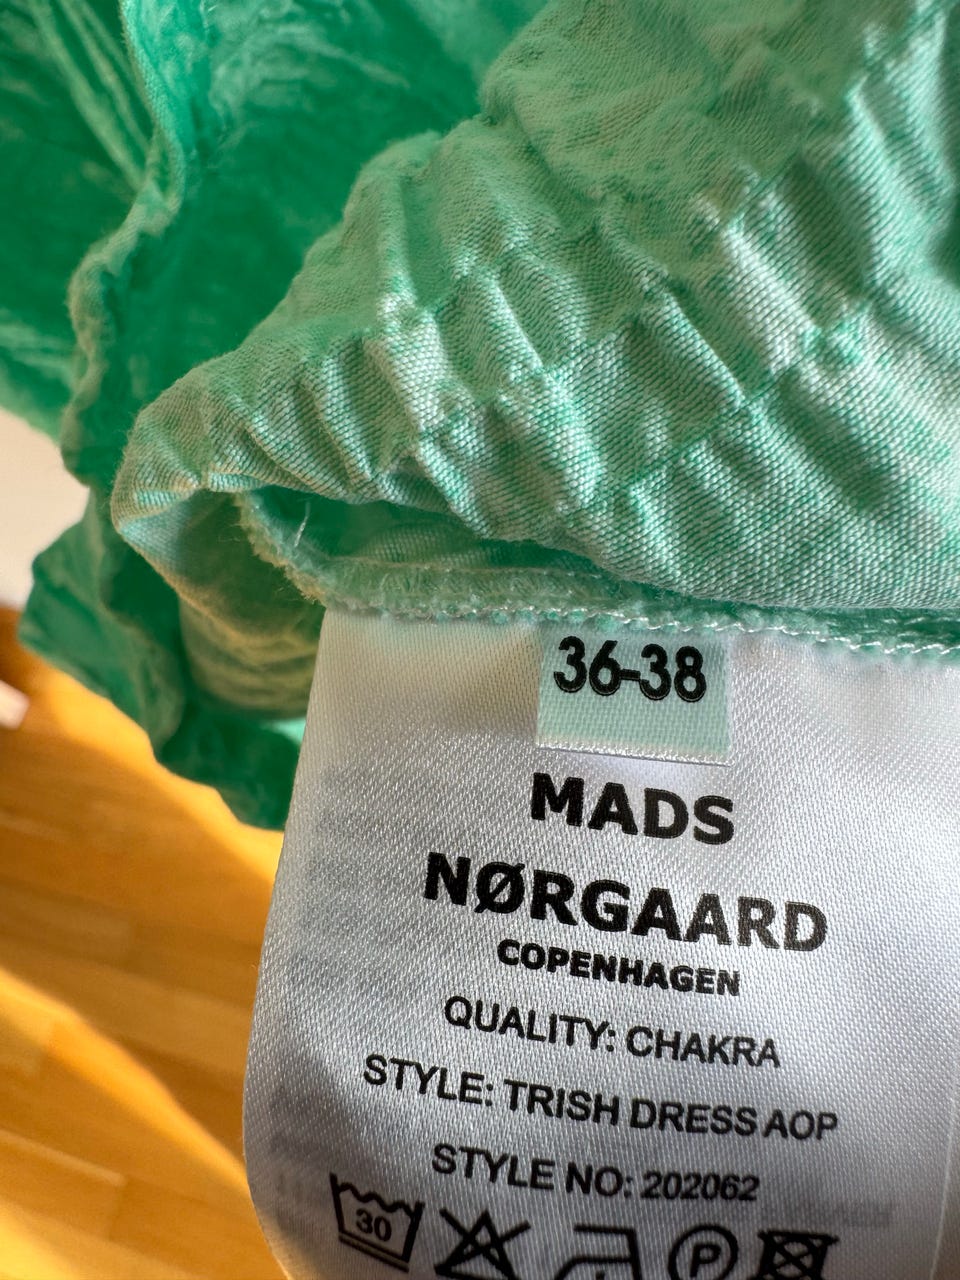 36-38
MADS
NØRGAARD
COPENHAGEN
QUALITY: CHAKRA
STYLE: TRISH DRESS AOP
STYLE NO: 202062
30
P